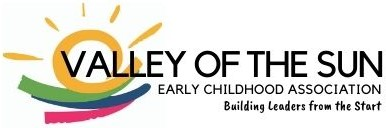 VALLEY OF THE SUN
EARLY CHILDHOOD ASSOCIATION
Building Leaders from the Start